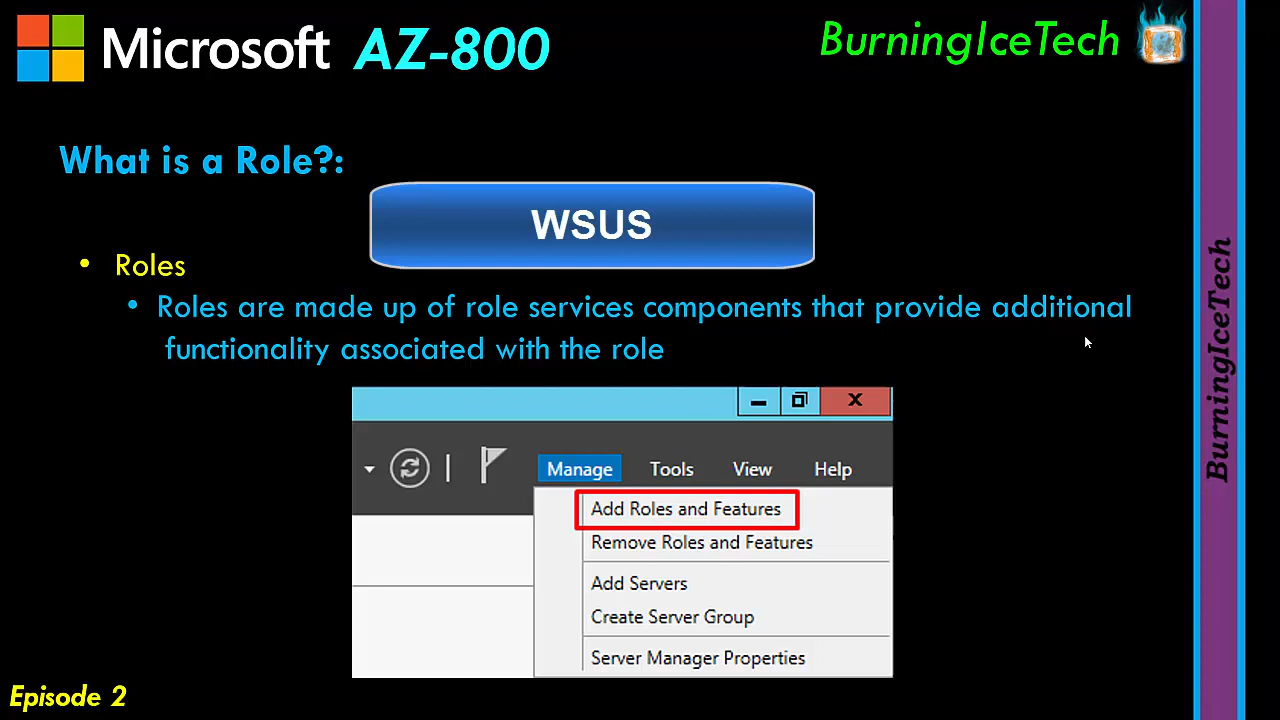 Microsoft AZ-800
BurningIceTech
What is a Role?:
WSUS
• Roles
• Roles are made up of role services components that provide additional
functionality associated with the role
Manage Tools View Help
Add Roles and Features
Remove Roles and Features
Add Servers
Create Server Group
Server Manager Properties
Episode 2
BurningIceTech